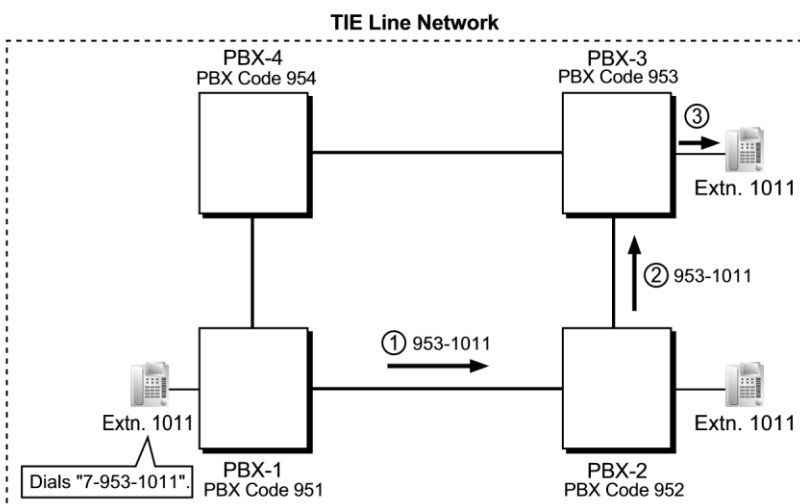 TIE Line Network
PBX-4
PBX Code 954
PBX-3
PBX Code 953
③
Extn. 1011
② 953-1011
① 953-1011
Extn. 1011
Extn. 1011
Dials "7-953-1011".
PBX-1
PBX Code 951
PBX-2
PBX Code 952